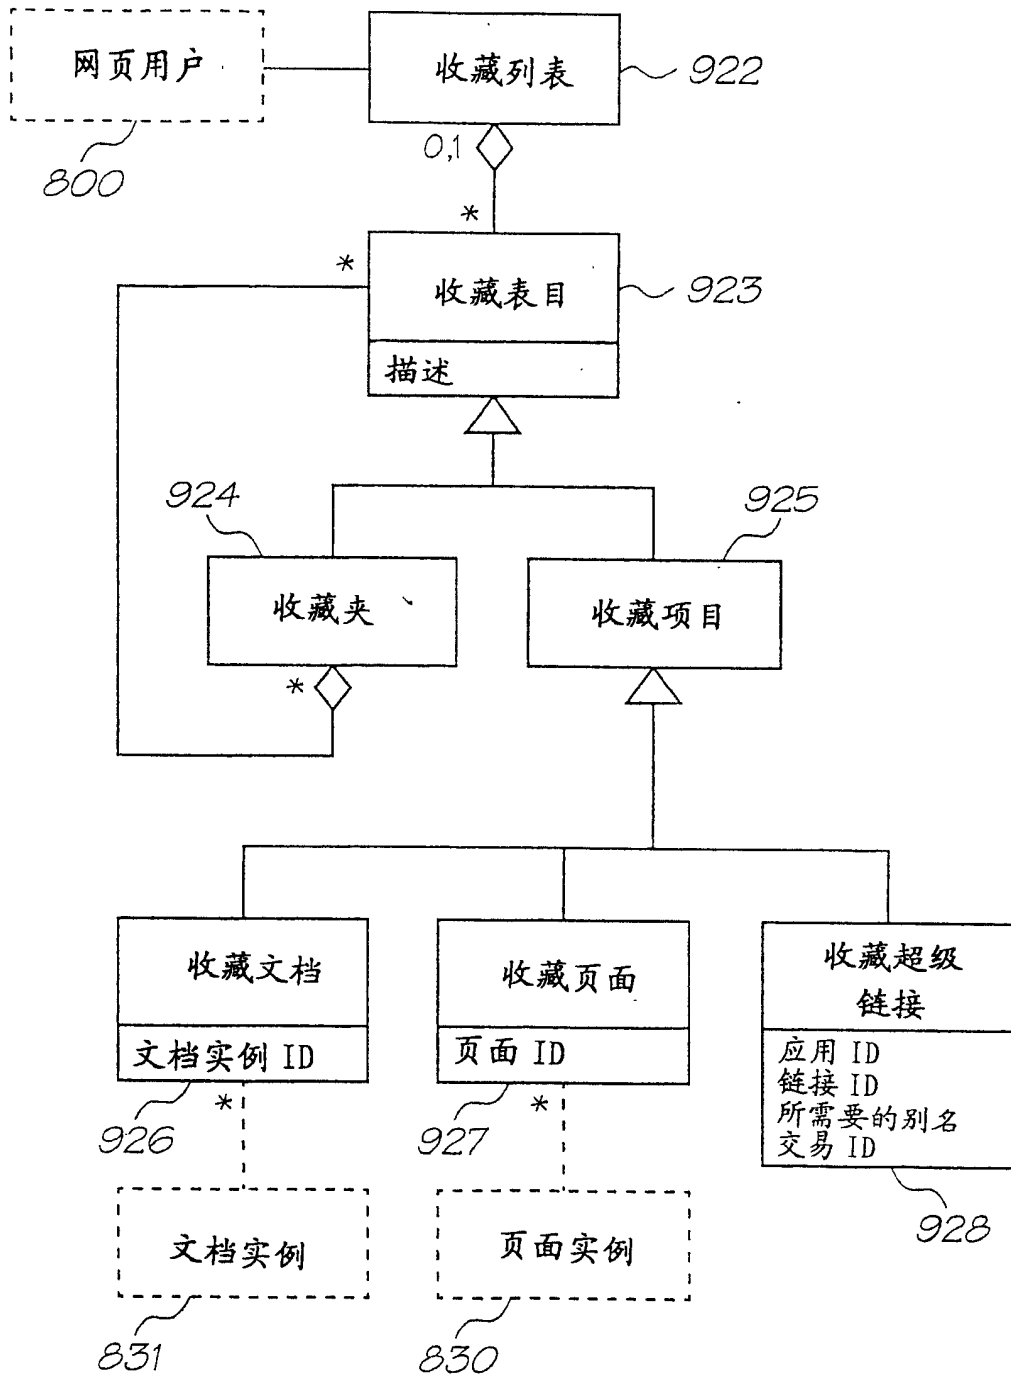 网页用户
收藏列表
922
800
0,1
*
*
收藏表目
923
描述
924
925
收藏夹
收藏项目
*
收藏文档
收藏页面
收藏超级
链接
文档实例 ID
页面 ID
应用 ID
链接 ID
所需要的别名
交易 ID
*
*
926
927
928
文档实例
页面实例
831
830